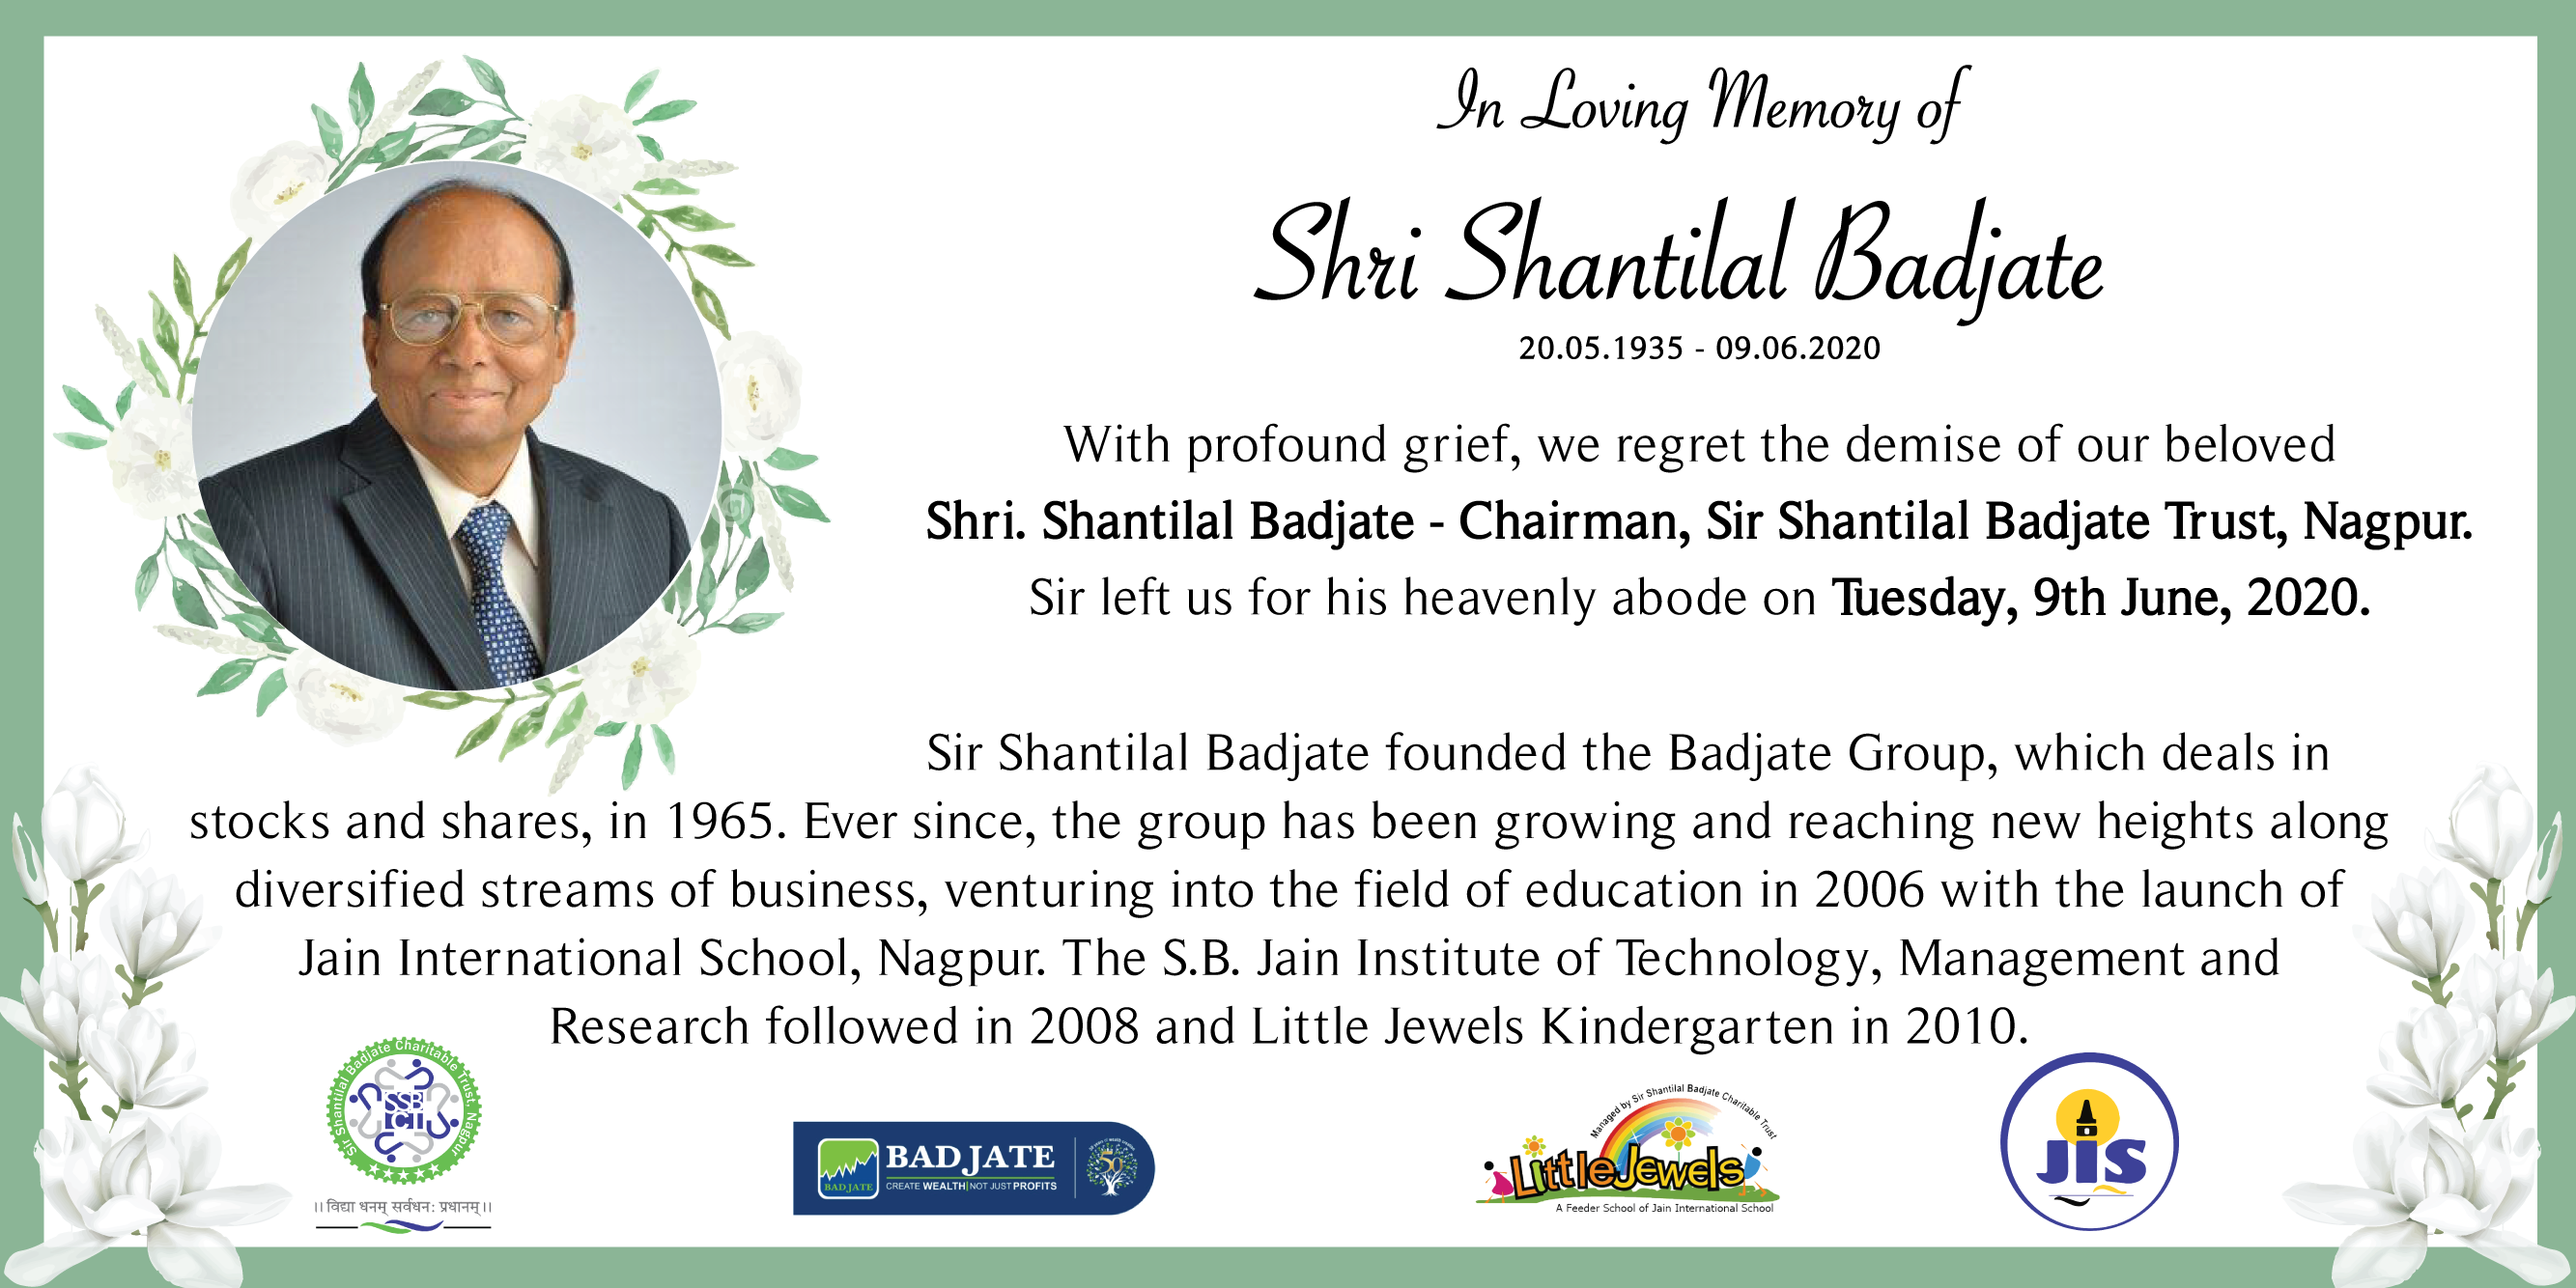 In Loving Memory of
Shri Shantilal Badjate
20.05.1935 - 09.06.2020
With profound grief, we regret the demise of our beloved
Shri. Shantilal Badjate - Chairman, Sir Shantilal Badjate Trust, Nagpur.
Sir left us for his heavenly abode on Tuesday, 9th June, 2020.
Sir Shantilal Badjate founded the Badjate Group, which deals in
stocks and shares, in 1965. Ever since, the group has been growing and reaching new heights along
diversified streams of business, venturing into the field of education in 2006 with the launch of
Jain International School, Nagpur. The S.B. Jain Institute of Technology, Management and
Research followed in 2008 and Little Jewels Kindergarten in 2010.
Sir Shantilal Badjate Charitable Trust, Nagpur
SSB
CT
।। विद्या धनम् सर्वधन: प्रधानम् ।।
BADJATE
BADJATE
CREATE WEALTH|NOT JUST PROFITS
50
Managed by Sir Shantilal Badjate Charitable Trust
Little Jewels
A Feeder School of Jain International School
JIS